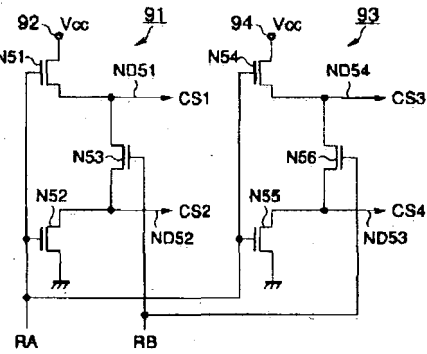 92 Vcc 91 94 Vcc 93
N51 N54
ND51 ND54
CS1 CS3
N53 N56
N52 N55
CS2 CS4
ND52 ND53
RA RB